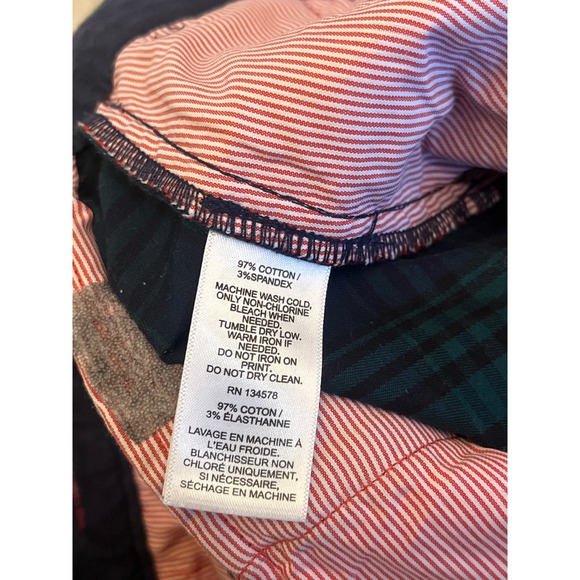 97% COTTON /
3%SPANDEX
MACHINE WASH COLD,
ONLY NON-CHLORINE
BLEACH WHEN
NEEDED.
TUMBLE DRY LOW.
WARM IRON IF
NEEDED.
DO NOT IRON ON
PRINT.
DO NOT DRY CLEAN.
RN 134578
97% COTON /
3% ÉLASTHANNE
LAVAGE EN MACHINE À
L'EAU FROIDE.
BLANCHISSEUR NON
CHLORÉ UNIQUEMENT,
SI NÉCESSAIRE,
SÉCHAGE EN MACHINE